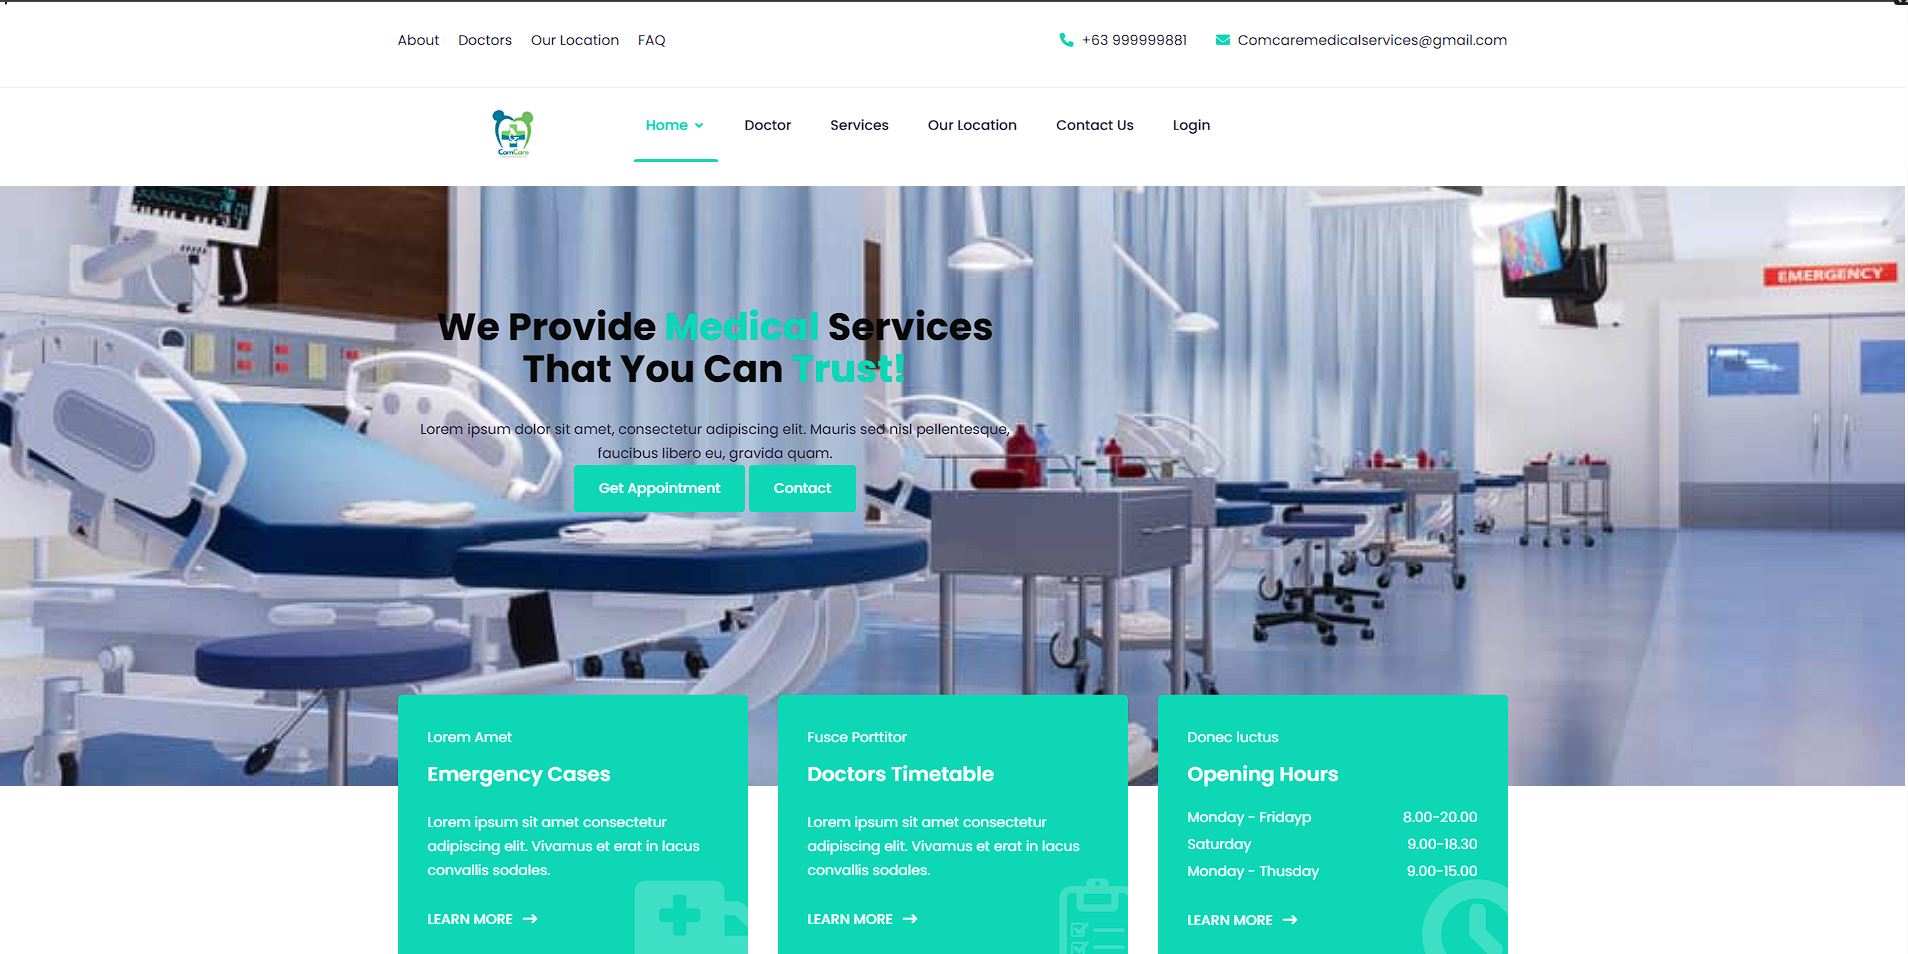 About Doctors Our Location FAQ +63 999999881 Comcaremedicalservices@gmail.com
ComCare
Home Doctor Services Our Location Contact Us Login
EMERGENCY
We Provide Medical Services
That You Can Trust!
Lorem ipsum dolor sit amet, consectetur adipiscing elit. Mauris sed nisl pellentesque,
faucibus libero eu, gravida quam.
Get Appointment Contact
Lorem Amet
Emergency Cases
Lorem ipsum sit amet consectetur
adipiscing elit. Vivamus et erat in lacus
convallis sodales.
LEARN MORE →
Fusce Porttitor
Doctors Timetable
Lorem ipsum sit amet consectetur
adipiscing elit. Vivamus et erat in lacus
convallis sodales.
LEARN MORE →
Donec luctus
Opening Hours
Monday - Fridayp 8.00-20.00
Saturday 9.00-18.30
Monday - Thusday 9.00-15.00
LEARN MORE →